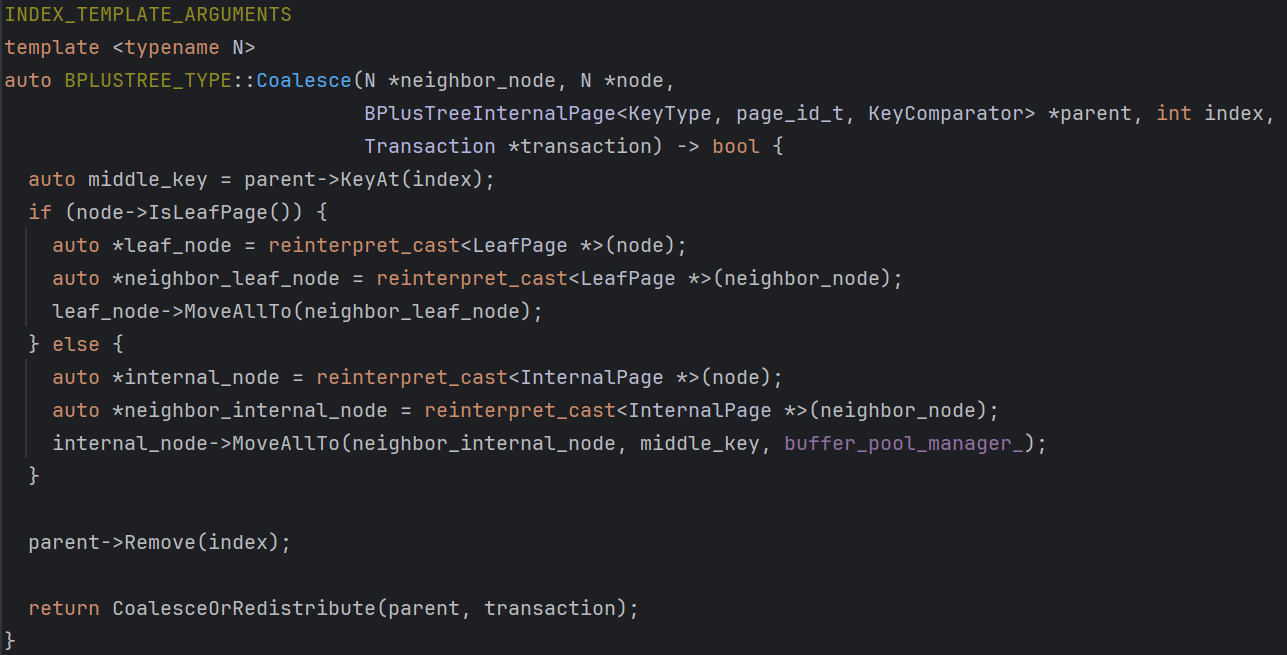 INDEX_TEMPLATE_ARGUMENTS
template <typename N>
auto BPLUSTREE_TYPE::Coalesce(N *neighbor_node, N *node,
                              BPlusTreeInternalPage<KeyType, page_id_t, KeyComparator> *parent, int index,
                              Transaction *transaction) -> bool {
  auto middle_key = parent->KeyAt(index);
  if (node->IsLeafPage()) {
    auto *leaf_node = reinterpret_cast<LeafPage *>(node);
    auto *neighbor_leaf_node = reinterpret_cast<LeafPage *>(neighbor_node);
    leaf_node->MoveAllTo(neighbor_leaf_node);
  } else {
    auto *internal_node = reinterpret_cast<InternalPage *>(node);
    auto *neighbor_internal_node = reinterpret_cast<InternalPage *>(neighbor_node);
    internal_node->MoveAllTo(neighbor_internal_node, middle_key, buffer_pool_manager_);
  }

  parent->Remove(index);

  return CoalesceOrRedistribute(parent, transaction);
}